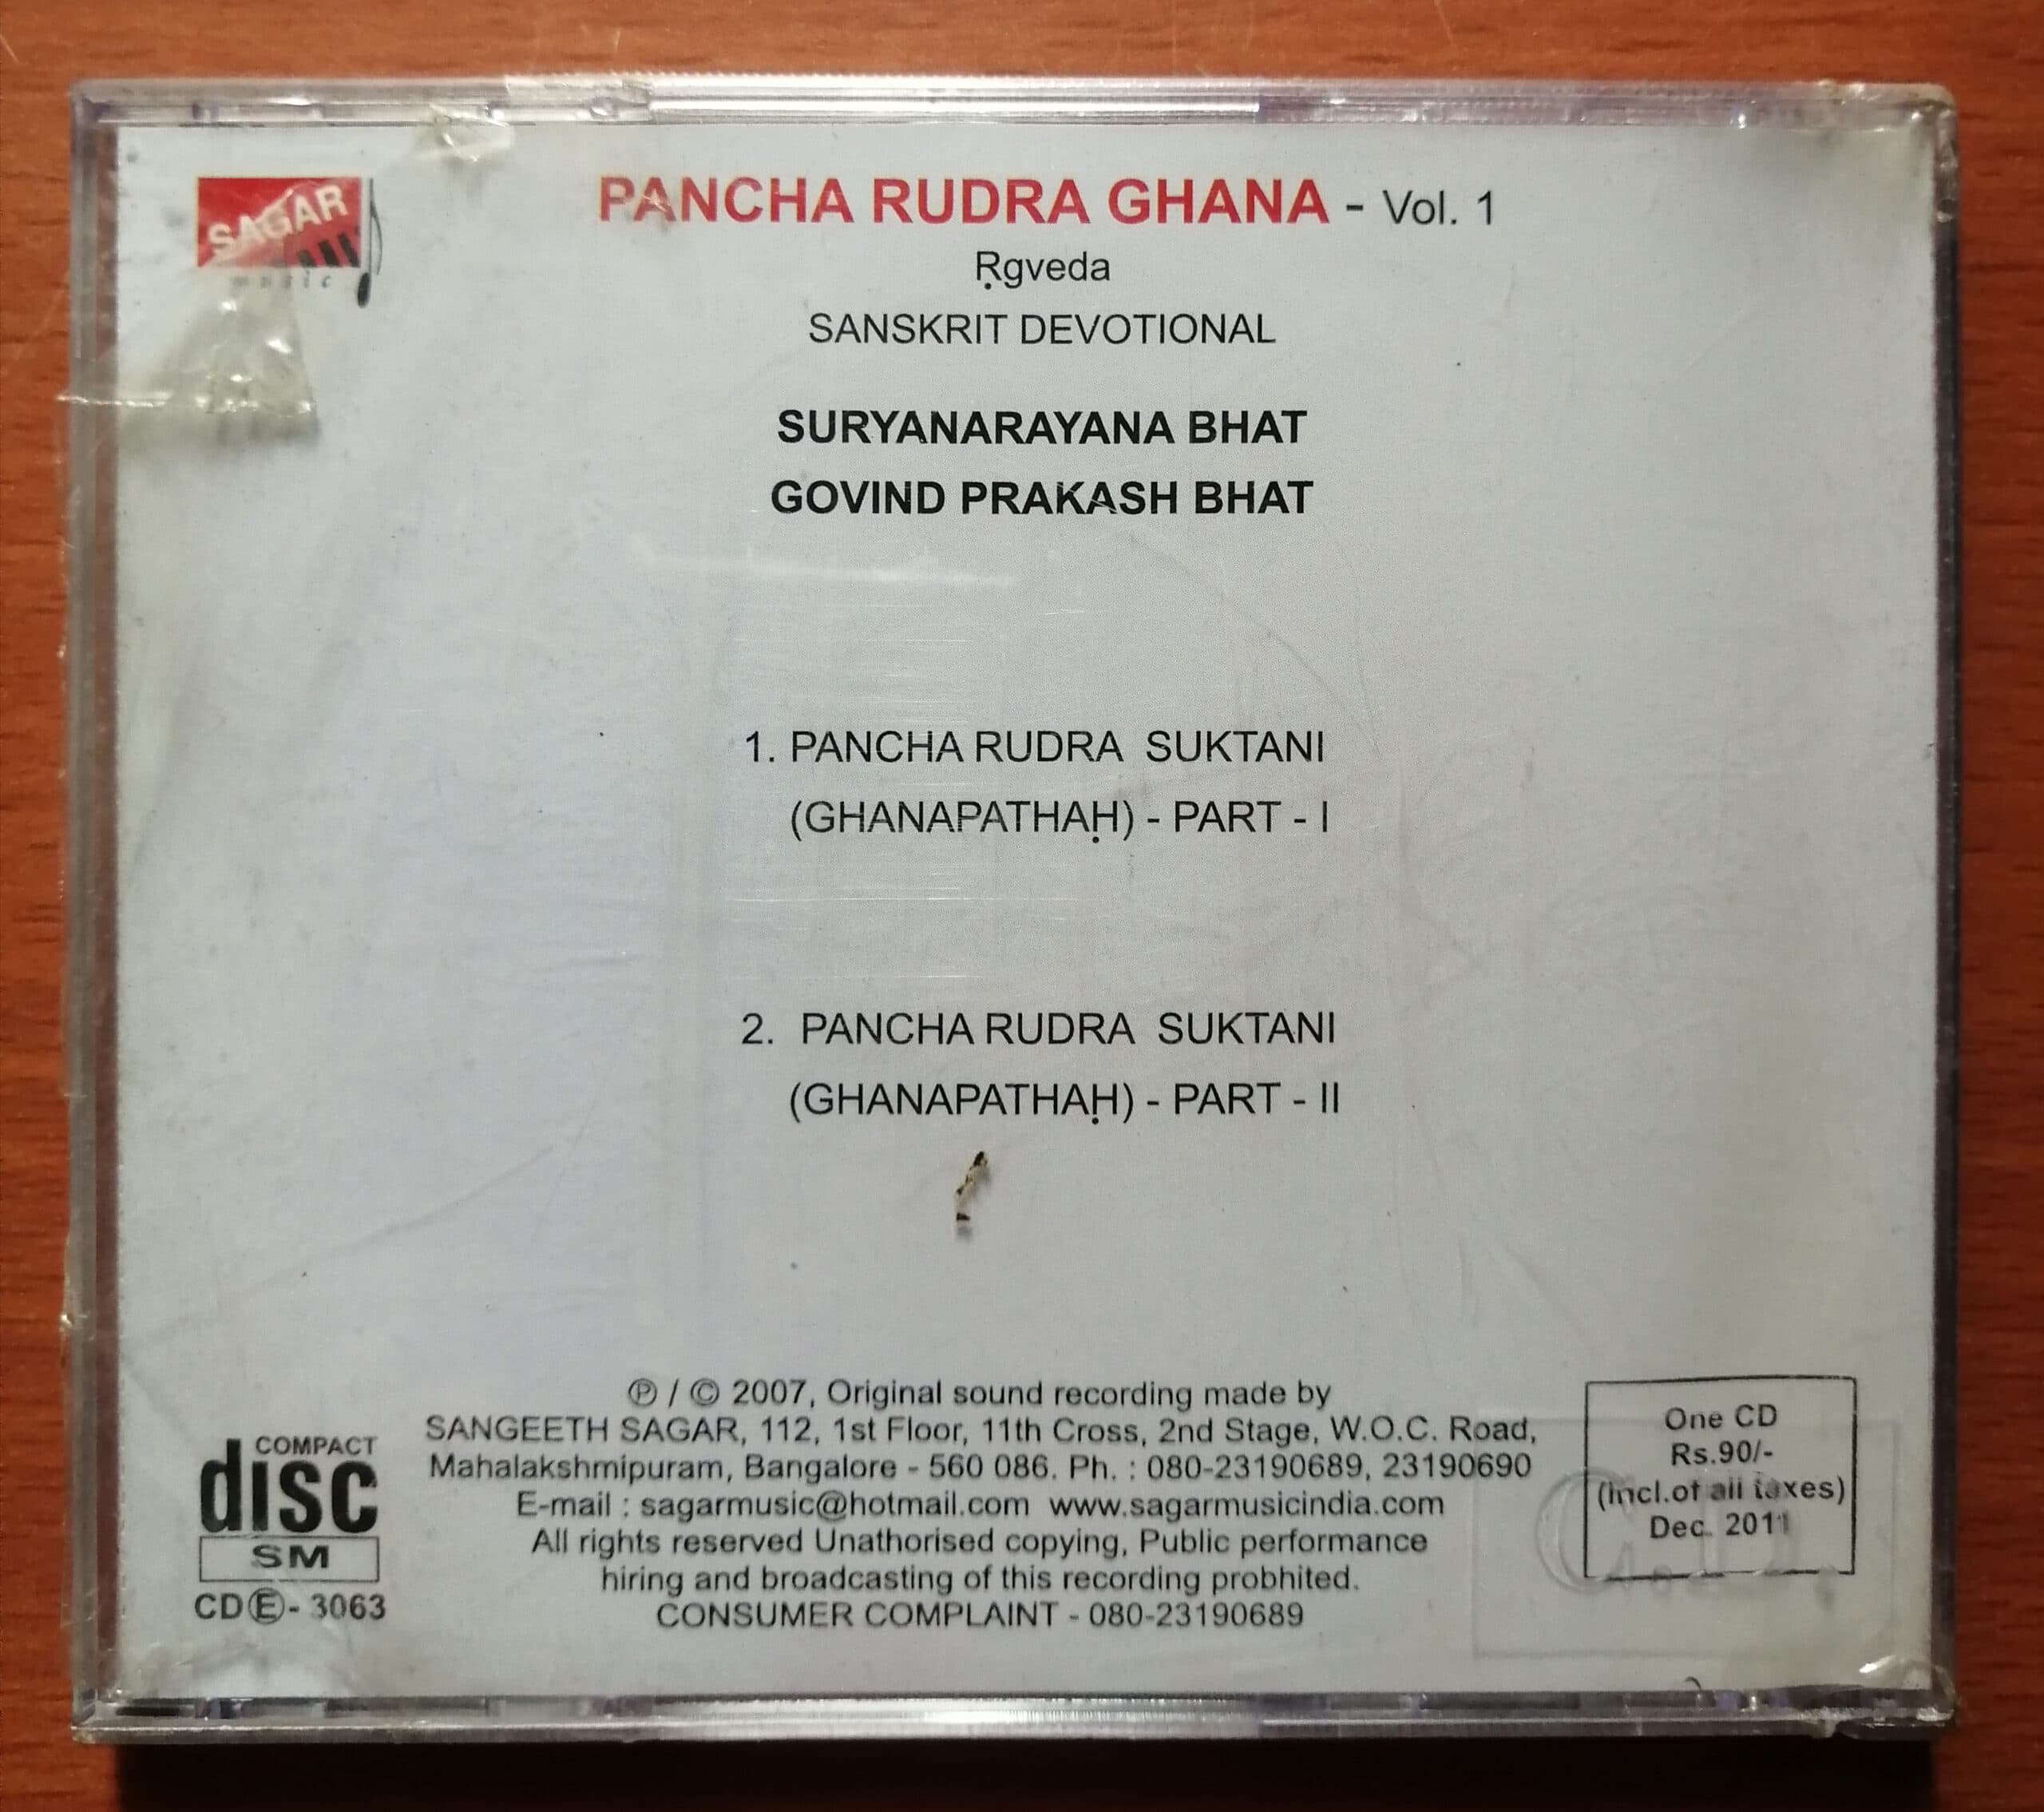 SAGAR
music
PANCHA RUDRA GHANA - Vol. 1
Ṛgveda
SANSKRIT DEVOTIONAL
SURYANARAYANA BHAT
GOVIND PRAKASH BHAT
1. PANCHA RUDRA SUKTANI
(GHANAPATHAḤ) - PART - I
2. PANCHA RUDRA SUKTANI
(GHANAPATHAḤ) - PART - II
Ⓟ / © 2007, Original sound recording made by
SANGEETH SAGAR, 112, 1st Floor, 11th Cross, 2nd Stage, W.O.C. Road,
Mahalakshmipuram, Bangalore - 560 086. Ph. : 080-23190689, 23190690
E-mail : sagarmusic@hotmail.com www.sagarmusicindia.com
All rights reserved Unathorised copying, Public performance
hiring and broadcasting of this recording probhited.
CONSUMER COMPLAINT - 080-23190689
COMPACT
disc
SM
CDⒺ- 3063
One CD
Rs.90/-
(incl.of all taxes)
Dec. 2011